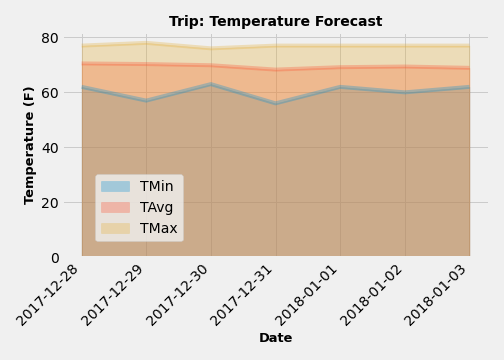 Trip: Temperature Forecast
80
60
40
20
0
Temperature (F)
TMin
TAvg
TMax
2017-12-28
2017-12-29
2017-12-30
2017-12-31
2018-01-01
2018-01-02
2018-01-03
Date